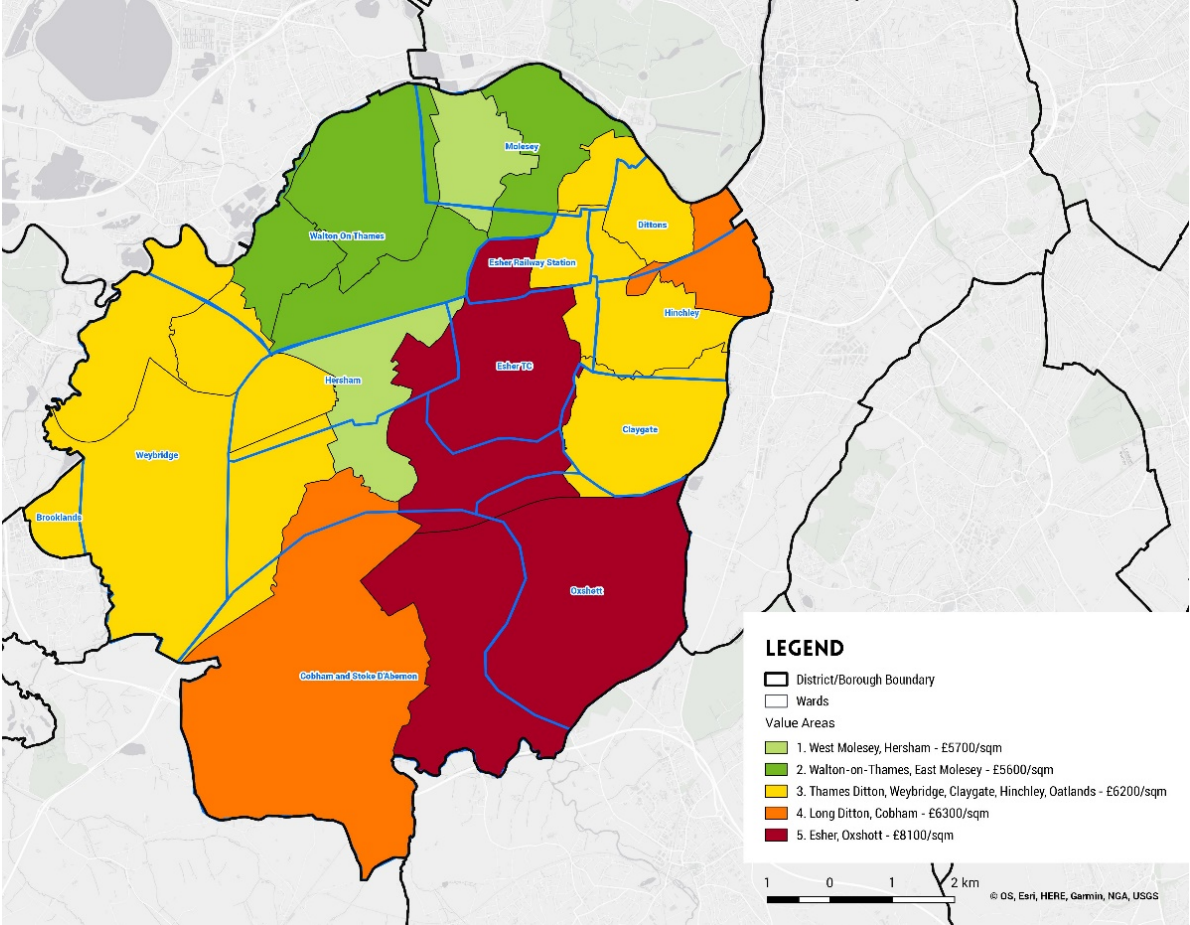 Molesey
Dittons
Walton On Thames
Esher Railway Station
Hinchley
Esher TC
Hersham
Claygate
Weybridge
Brooklands
Oxshott
Cobham and Stoke D'Abernon
LEGEND
District/Borough Boundary
Wards
Value Areas
1. West Molesey, Hersham - £5700/sqm
2. Walton-on-Thames, East Molesey - £5600/sqm
3. Thames Ditton, Weybridge, Claygate, Hinchley, Oatlands - £6200/sqm
4. Long Ditton, Cobham - £6300/sqm
5. Esher, Oxshott - £8100/sqm
1 0 1 2 km
© OS, Esri, HERE, Garmin, NGA, USGS